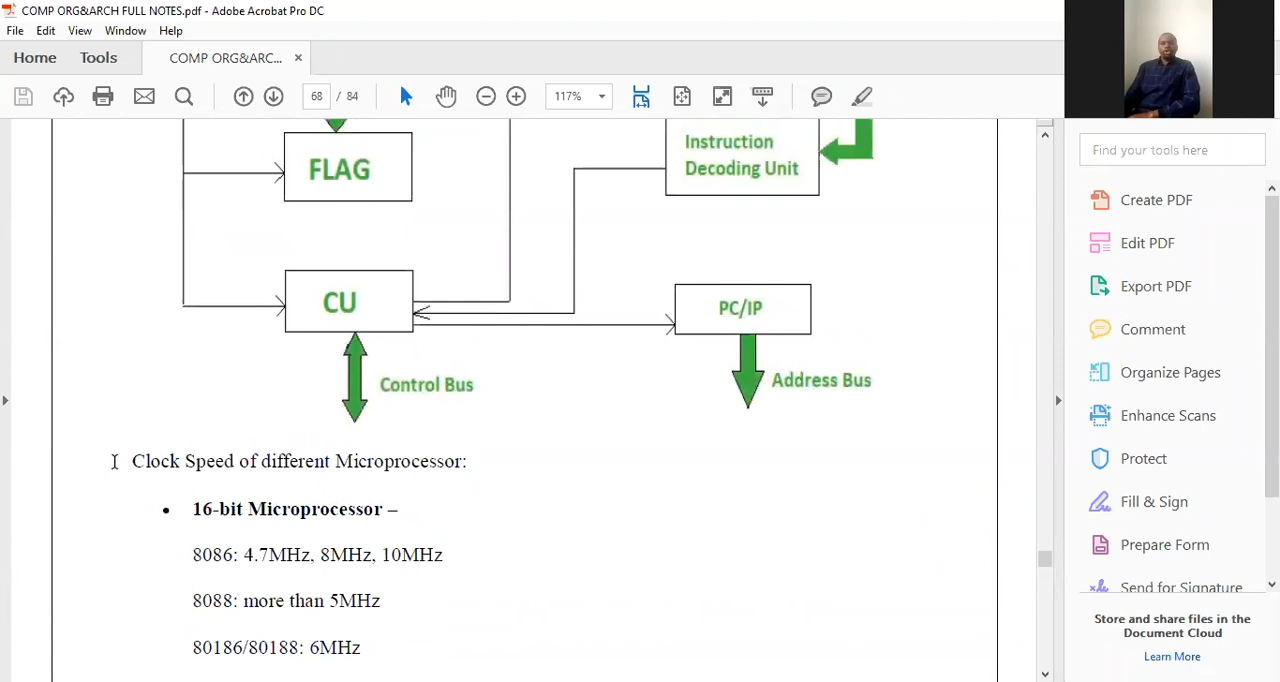 COMP ORG&ARCH FULL NOTES.pdf - Adobe Acrobat Pro DC
File Edit View Window Help
Home Tools COMP ORG&ARC... ×
68 / 84 117%
Find your tools here
Instruction
Decoding Unit
FLAG
CU
PC/IP
Control Bus
Address Bus
Clock Speed of different Microprocessor:
• 16-bit Microprocessor –
8086: 4.7MHz, 8MHz, 10MHz
8088: more than 5MHz
80186/80188: 6MHz
Create PDF
Edit PDF
Export PDF
Comment
Organize Pages
Enhance Scans
Protect
Fill & Sign
Prepare Form
Send for Signature
Store and share files in the
Document Cloud
Learn More